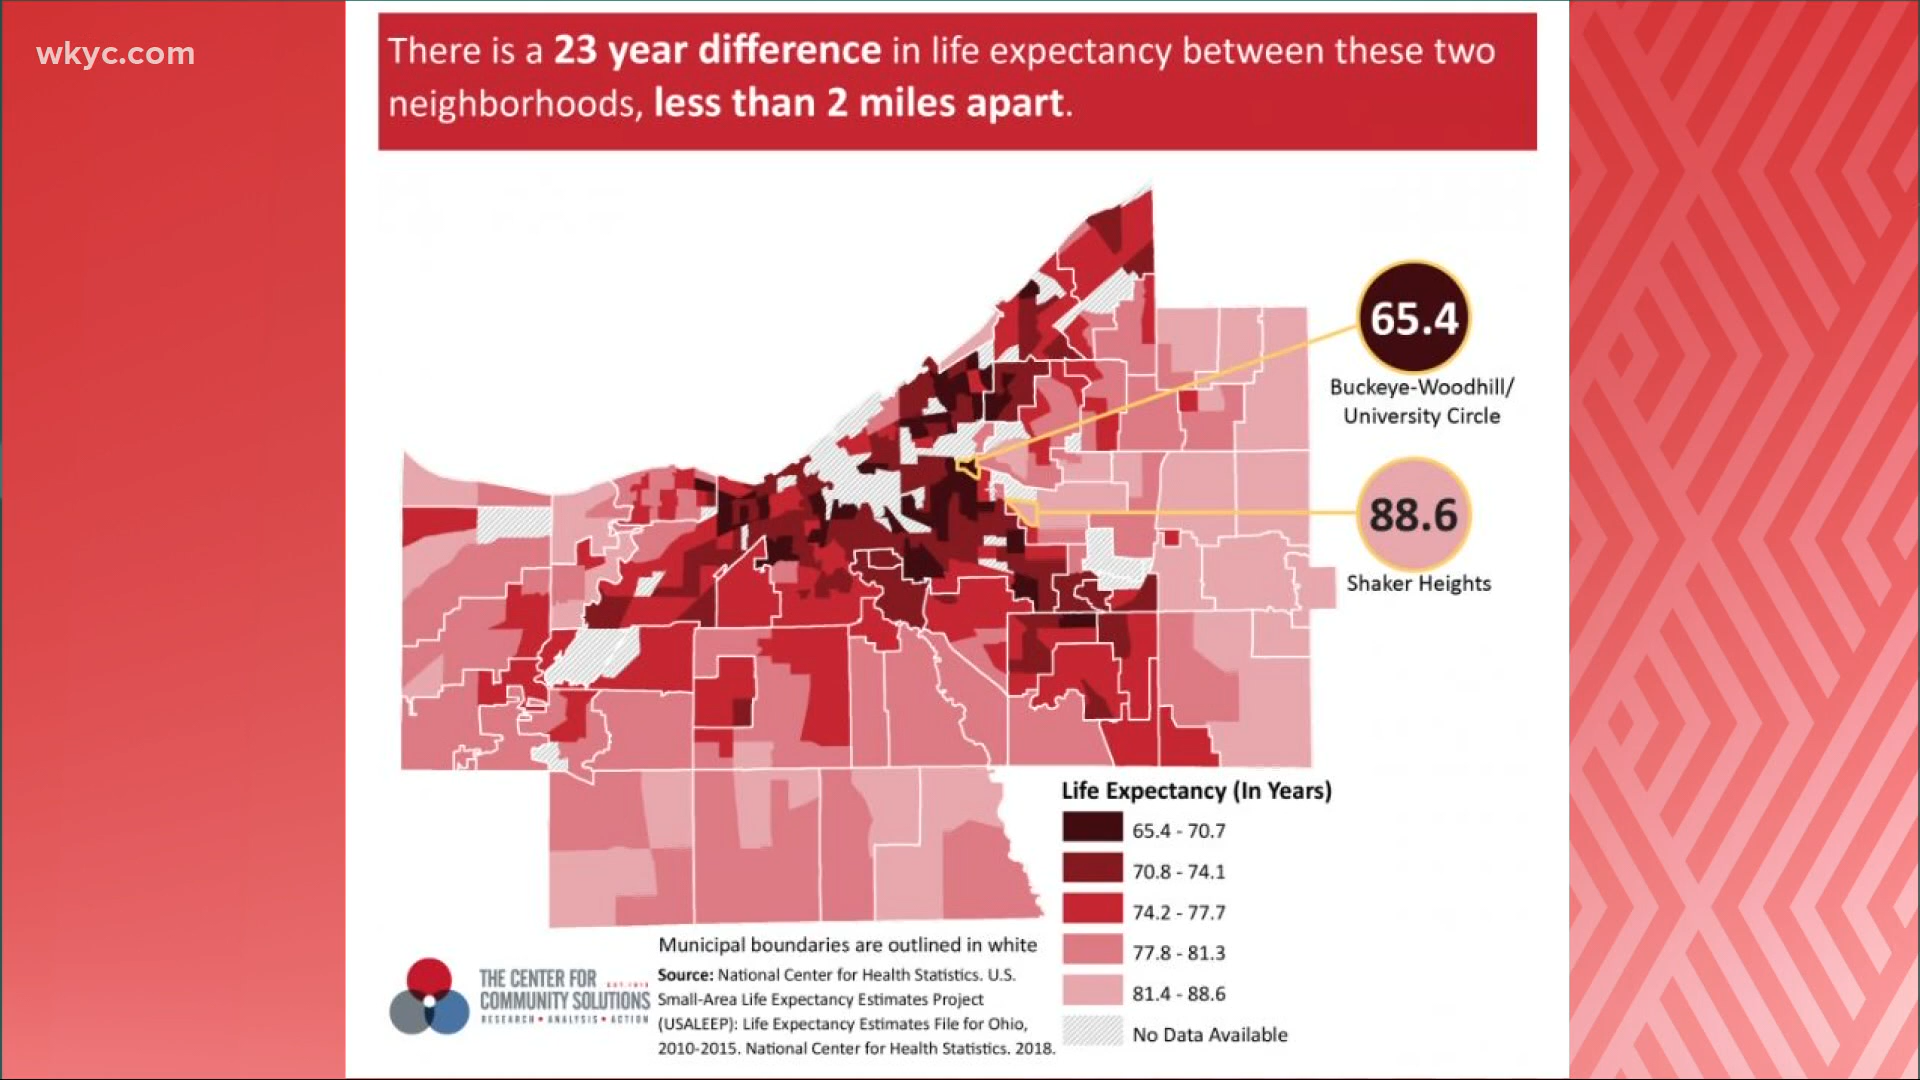 wkyc.com
There is a 23 year difference in life expectancy between these two
neighborhoods, less than 2 miles apart.
65.4
Buckeye-Woodhill/
University Circle
88.6
Shaker Heights
Life Expectancy (In Years)
65.4 - 70.7
70.8 - 74.1
74.2 - 77.7
77.8 - 81.3
81.4 - 88.6
No Data Available
Municipal boundaries are outlined in white
Source: National Center for Health Statistics. U.S.
Small-Area Life Expectancy Estimates Project
(USALEEP): Life Expectancy Estimates File for Ohio,
2010-2015. National Center for Health Statistics. 2018.
THE CENTER FOR
EST. 1913
COMMUNITY SOLUTIONS
RESEARCH • ANALYSIS • ACTION